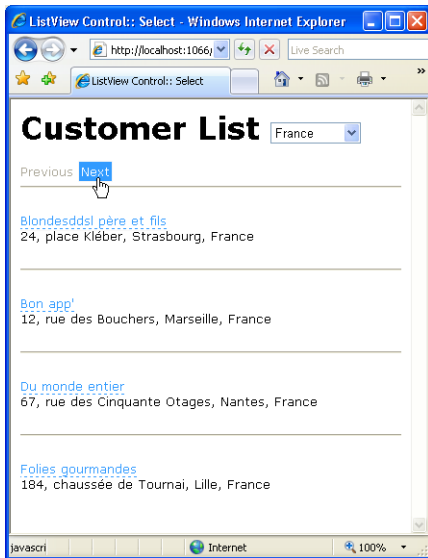 ListView Control:: Select - Windows Internet Explorer
http://localhost:1066/
Live Search
ListView Control:: Select
»
Customer List
France
Previous Next
Blondesddsl père et fils
24, place Kléber, Strasbourg, France
Bon app'
12, rue des Bouchers, Marseille, France
Du monde entier
67, rue des Cinquante Otages, Nantes, France
Folies gourmandes
184, chaussée de Tournai, Lille, France
javascri
Internet
100%